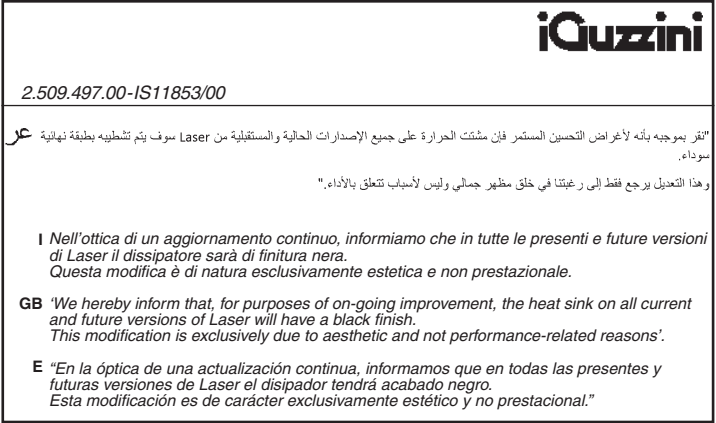 iGuzzini
2.509.497.00-IS11853/00
عر "نقر بموجبه بأنه لأغراض التحسين المستمر فإن مشتت الحرارة على جميع الإصدارات الحالية والمستقبلية من Laser سوف يتم تشطيبه بطبقة نهائية
سوداء.
وهذا التعديل يرجع فقط إلى رغبتنا في خلق مظهر جمالي وليس لأسباب تتعلق بالأداء."
I Nell'ottica di un aggiornamento continuo, informiamo che in tutte le presenti e future versioni
di Laser il dissipatore sarà di finitura nera.
Questa modifica è di natura esclusivamente estetica e non prestazionale.
GB 'We hereby inform that, for purposes of on-going improvement, the heat sink on all current
and future versions of Laser will have a black finish.
This modification is exclusively due to aesthetic and not performance-related reasons'.
E "En la óptica de una actualización continua, informamos que en todas las presentes y
futuras versiones de Laser el disipador tendrá acabado negro.
Esta modificación es de carácter exclusivamente estético y no prestacional."